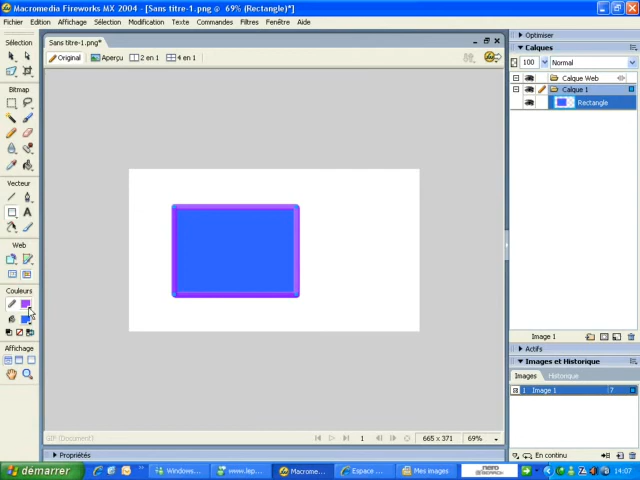 Macromedia Fireworks MX 2004 - [Sans titre-1.png @ 69% (Rectangle)*]
Fichier Edition Affichage Sélection Modification Texte Commandes Filtres Fenêtre Aide
Sans titre-1.png*
Original Aperçu 2 en 1 4 en 1
Sélection
Bitmap
Vecteur
Web
Couleurs
Affichage
Optimiser
Calques
100 Normal
Calque Web
Calque 1
Rectangle
Image 1
Actifs
Images et Historique
Images Historique
1 Image 1 7
En continu
GIF (Document) 1 665 x 371 69%
Propriétés
démarrer Windows... www.lep... Macrome... Espace ... Mes images nero SEARCH 14:07